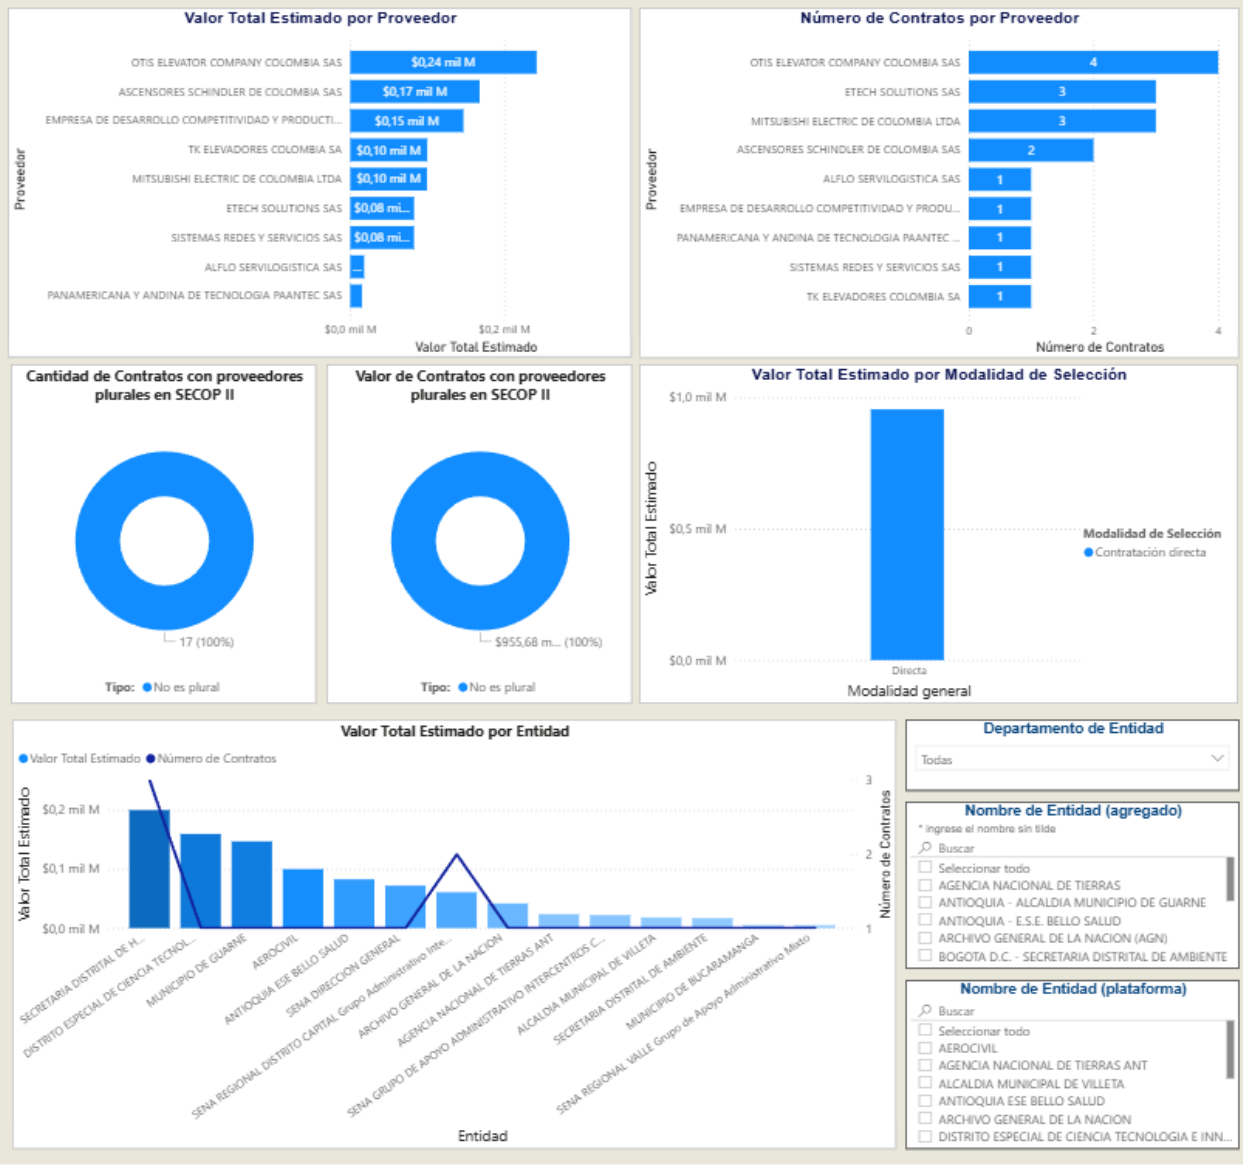 Valor Total Estimado por Proveedor
Proveedor
OTIS ELEVATOR COMPANY COLOMBIA SAS $0,24 mil M
ASCENSORES SCHINDLER DE COLOMBIA SAS $0,17 mil M
EMPRESA DE DESARROLLO COMPETITIVIDAD Y PRODUCTI... $0,15 mil M
TK ELEVADORES COLOMBIA SA $0,10 mil M
MITSUBISHI ELECTRIC DE COLOMBIA LTDA $0,10 mil M
ETECH SOLUTIONS SAS $0,08 mi...
SISTEMAS REDES Y SERVICIOS SAS $0,08 mi...
ALFLO SERVILOGISTICA SAS ...
PANAMERICANA Y ANDINA DE TECNOLOGIA PAANTEC SAS
$0,0 mil M $0,2 mil M
Valor Total Estimado
Número de Contratos por Proveedor
Proveedor
OTIS ELEVATOR COMPANY COLOMBIA SAS 4
ETECH SOLUTIONS SAS 3
MITSUBISHI ELECTRIC DE COLOMBIA LTDA 3
ASCENSORES SCHINDLER DE COLOMBIA SAS 2
ALFLO SERVILOGISTICA SAS 1
EMPRESA DE DESARROLLO COMPETITIVIDAD Y PRODU... 1
PANAMERICANA Y ANDINA DE TECNOLOGIA PAANTEC ... 1
SISTEMAS REDES Y SERVICIOS SAS 1
TK ELEVADORES COLOMBIA SA 1
0 2 4
Número de Contratos
Cantidad de Contratos con proveedores
plurales en SECOP II
17 (100%)
Tipo: No es plural
Valor de Contratos con proveedores
plurales en SECOP II
$955,68 m... (100%)
Tipo: No es plural
Valor Total Estimado por Modalidad de Selección
Valor Total Estimado
$1,0 mil M
$0,5 mil M
$0,0 mil M
Directa
Modalidad general
Modalidad de Selección
Contratación directa
Valor Total Estimado por Entidad
Valor Total Estimado Número de Contratos
Valor Total Estimado
$0,2 mil M
$0,1 mil M
$0,0 mil M
3
2
1
Número de Contratos
SECRETARIA DISTRITAL DE H...
DISTRITO ESPECIAL DE CIENCIA TECNOL...
MUNICIPIO DE GUARNE
AEROCIVIL
ANTIOQUIA ESE BELLO SALUD
SENA DIRECCION GENERAL
SENA REGIONAL DISTRITO CAPITAL Grupo Administrativo Inte...
ARCHIVO GENERAL DE LA NACION
AGENCIA NACIONAL DE TIERRAS ANT
SENA GRUPO DE APOYO ADMINISTRATIVO INTERCENTROS C...
ALCALDIA MUNICIPAL DE VILLETA
SECRETARIA DISTRITAL DE AMBIENTE
MUNICIPIO DE BUCARAMANGA
SENA REGIONAL VALLE Grupo de Apoyo Administrativo Mixto
Entidad
Departamento de Entidad
Todas
Nombre de Entidad (agregado)
* Ingrese el nombre sin tilde
Buscar
Seleccionar todo
AGENCIA NACIONAL DE TIERRAS
ANTIOQUIA - ALCALDIA MUNICIPIO DE GUARNE
ANTIOQUIA - E.S.E. BELLO SALUD
ARCHIVO GENERAL DE LA NACION (AGN)
BOGOTA D.C. - SECRETARIA DISTRITAL DE AMBIENTE
Nombre de Entidad (plataforma)
Buscar
Seleccionar todo
AEROCIVIL
AGENCIA NACIONAL DE TIERRAS ANT
ALCALDIA MUNICIPAL DE VILLETA
ANTIOQUIA ESE BELLO SALUD
ARCHIVO GENERAL DE LA NACION
DISTRITO ESPECIAL DE CIENCIA TECNOLOGIA E INN...